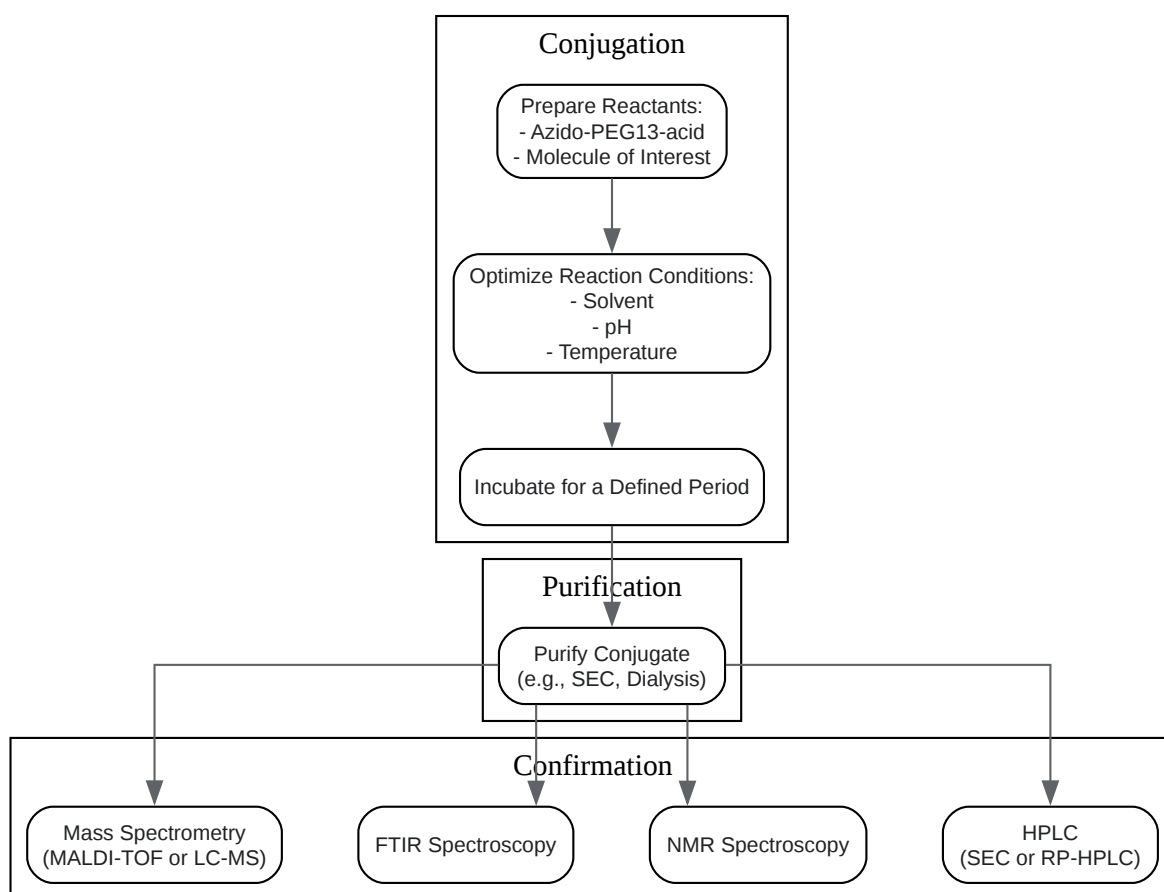 Conjugation
Prepare Reactants:
- Azido-PEG13-acid
- Molecule of Interest
Optimize Reaction Conditions:
- Solvent
- pH
- Temperature
Incubate for a Defined Period
Purification
Purify Conjugate
(e.g., SEC, Dialysis)
Confirmation
Mass Spectrometry
(MALDI-TOF or LC-MS)
FTIR Spectroscopy
NMR Spectroscopy
HPLC
(SEC or RP-HPLC)